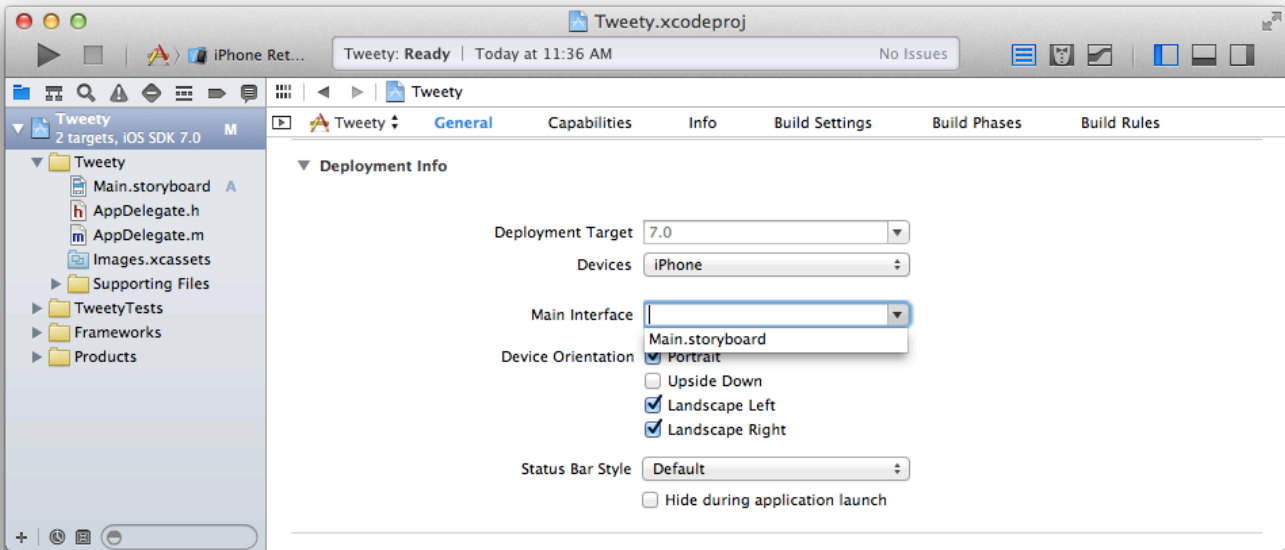 Tweety.xcodeproj
iPhone Ret...
Tweety: Ready | Today at 11:36 AM
No Issues
Tweety
Tweety
M
2 targets, iOS SDK 7.0
Tweety
General
Capabilities
Info
Build Settings
Build Phases
Build Rules
Tweety
Main.storyboard A
h AppDelegate.h
m AppDelegate.m
Images.xcassets
Supporting Files
TweetyTests
Frameworks
Products
Deployment Info
Deployment Target 7.0
Devices iPhone
Main Interface
Main.storyboard
Device Orientation Portrait
Upside Down
Landscape Left
Landscape Right
Status Bar Style Default
Hide during application launch